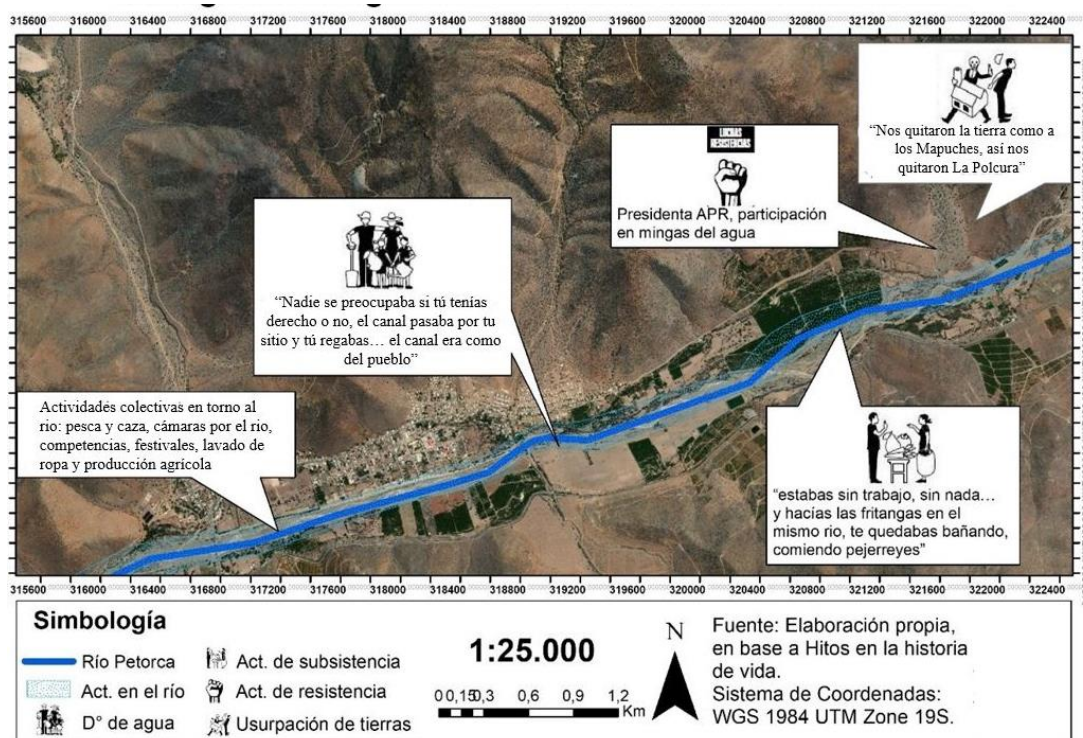 315600 316000 316400 316800 317200 317600 318000 318400 318800 319200 319600 320000 320400 320800 321200 321600 322000 322400
“Nos quitaron la tierra como a
los Mapuches, así nos
quitaron La Polcura”
LUCHAS
RESISTENCIAS
Presidenta APR, participación
en mingas del agua
“Nadie se preocupaba si tú tenías
derecho o no, el canal pasaba por tu
sitio y tú regabas… el canal era como
del pueblo”
Actividades colectivas en torno al
rio: pesca y caza, cámaras por el rio,
competencias, festivales, lavado de
ropa y producción agrícola
“estabas sin trabajo, sin nada…
y hacías las fritangas en el
mismo rio, te quedabas bañando,
comiendo pejerreyes”
315600 316000 316400 316800 317200 317600 318000 318400 318800 319200 319600 320000 320400 320800 321200 321600 322000 322400
Simbología
Río Petorca
Act. en el río
D° de agua
Act. de subsistencia
Act. de resistencia
Usurpación de tierras
1:25.000
0 0,15 0,3 0,6 0,9 1,2
Km
N
Fuente: Elaboración propia,
en base a Hitos en la historia
de vida.
Sistema de Coordenadas:
WGS 1984 UTM Zone 19S.